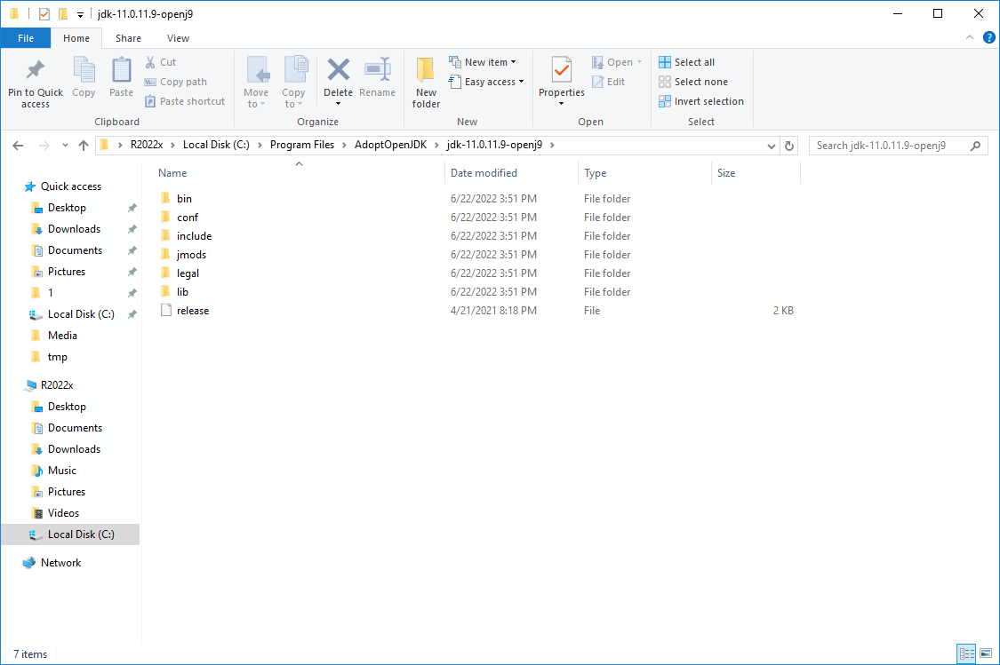 jdk-11.0.11.9-openj9
File Home Share View
Pin to Quick access
Copy
Paste
Cut
Copy path
Paste shortcut
Clipboard
Move to
Copy to
Delete
Rename
Organize
New folder
New item
Easy access
New
Properties
Open
Edit
Open
Select all
Select none
Invert selection
Select
R2022x Local Disk (C:) Program Files AdoptOpenJDK jdk-11.0.11.9-openj9
Search jdk-11.0.11.9-openj9
Quick access
Desktop
Downloads
Documents
Pictures
1
Local Disk (C:)
Media
tmp
R2022x
Desktop
Documents
Downloads
Music
Pictures
Videos
Local Disk (C:)
Network
Name Date modified Type Size
bin 6/22/2022 3:51 PM File folder
conf 6/22/2022 3:51 PM File folder
include 6/22/2022 3:51 PM File folder
jmods 6/22/2022 3:51 PM File folder
legal 6/22/2022 3:51 PM File folder
lib 6/22/2022 3:51 PM File folder
release 4/21/2021 8:18 PM File 2 KB
7 items